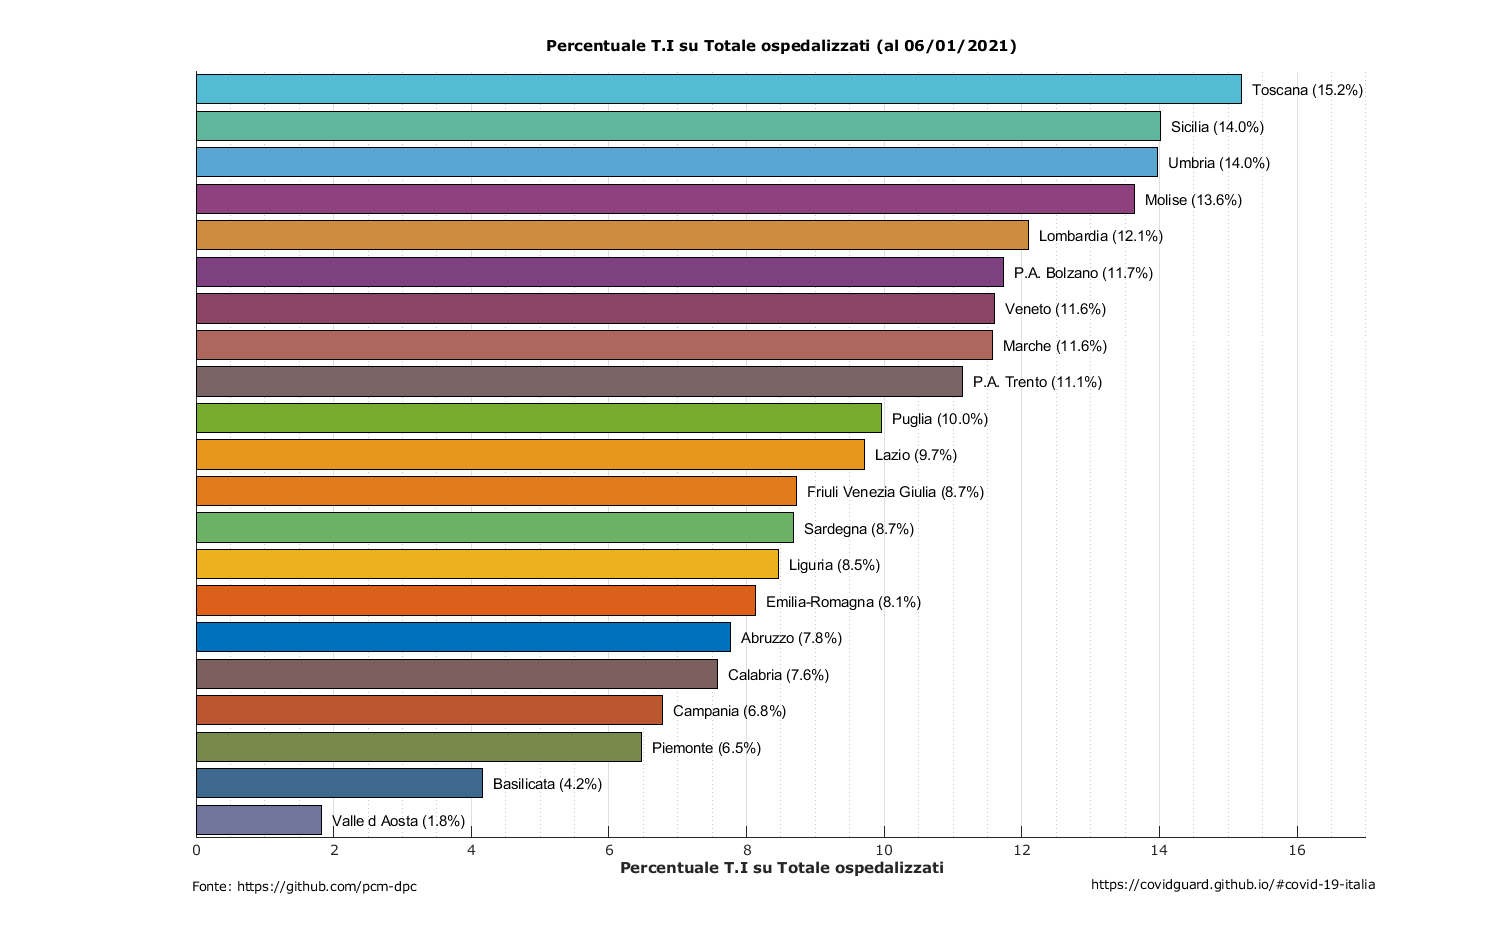 Percentuale T.I su Totale ospedalizzati (al 06/01/2021)
Toscana (15.2%)
Sicilia (14.0%)
Umbria (14.0%)
Molise (13.6%)
Lombardia (12.1%)
P.A. Bolzano (11.7%)
Veneto (11.6%)
Marche (11.6%)
P.A. Trento (11.1%)
Puglia (10.0%)
Lazio (9.7%)
Friuli Venezia Giulia (8.7%)
Sardegna (8.7%)
Liguria (8.5%)
Emilia-Romagna (8.1%)
Abruzzo (7.8%)
Calabria (7.6%)
Campania (6.8%)
Piemonte (6.5%)
Basilicata (4.2%)
Valle d Aosta (1.8%)
0 2 4 6 8 10 12 14 16
Percentuale T.I su Totale ospedalizzati
Fonte: https://github.com/pcm-dpc
https://covidguard.github.io/#covid-19-italia